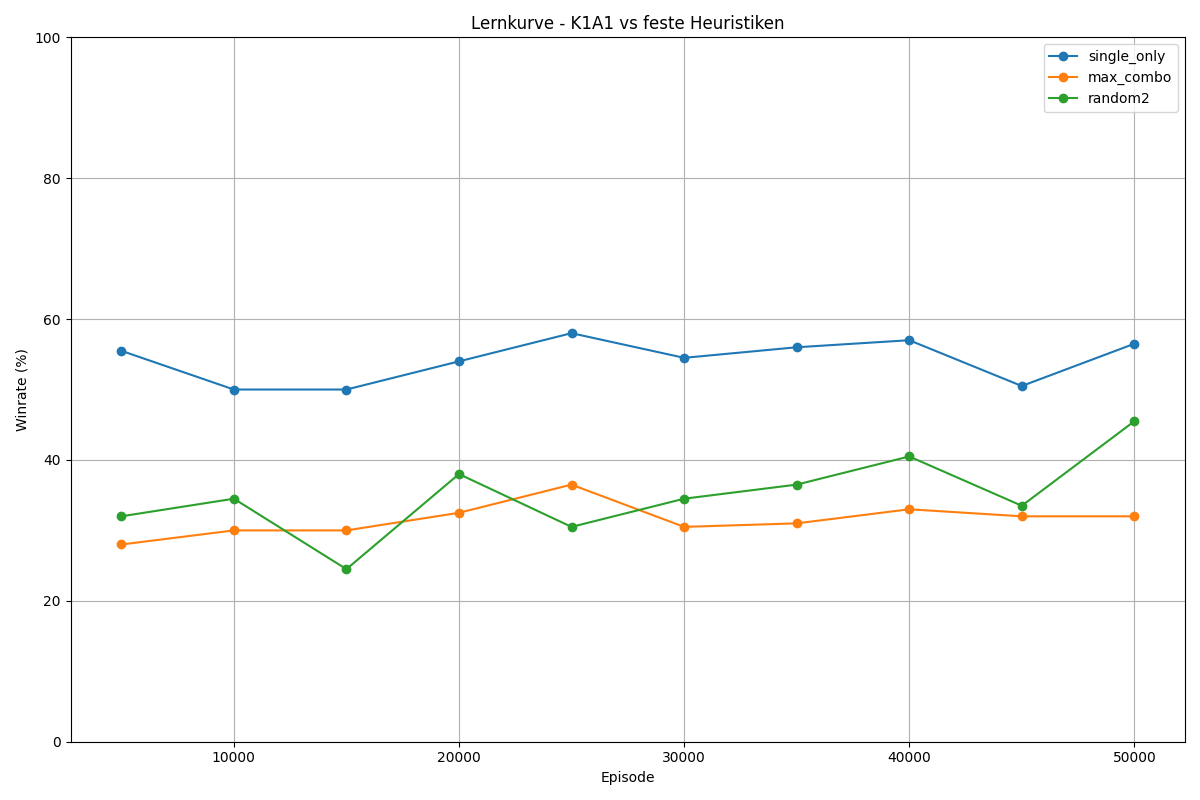 Lernkurve - K1A1 vs feste Heuristiken
single_only
max_combo
random2
Winrate (%)
100
80
60
40
20
0
10000
20000
30000
40000
50000
Episode